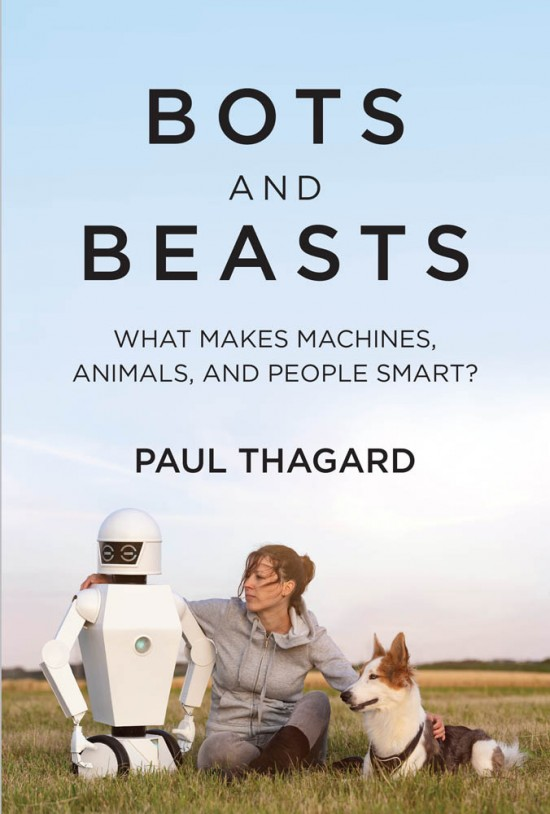 BOTS
AND
BEASTS
WHAT MAKES MACHINES,
ANIMALS, AND PEOPLE SMART?
PAUL THAGARD